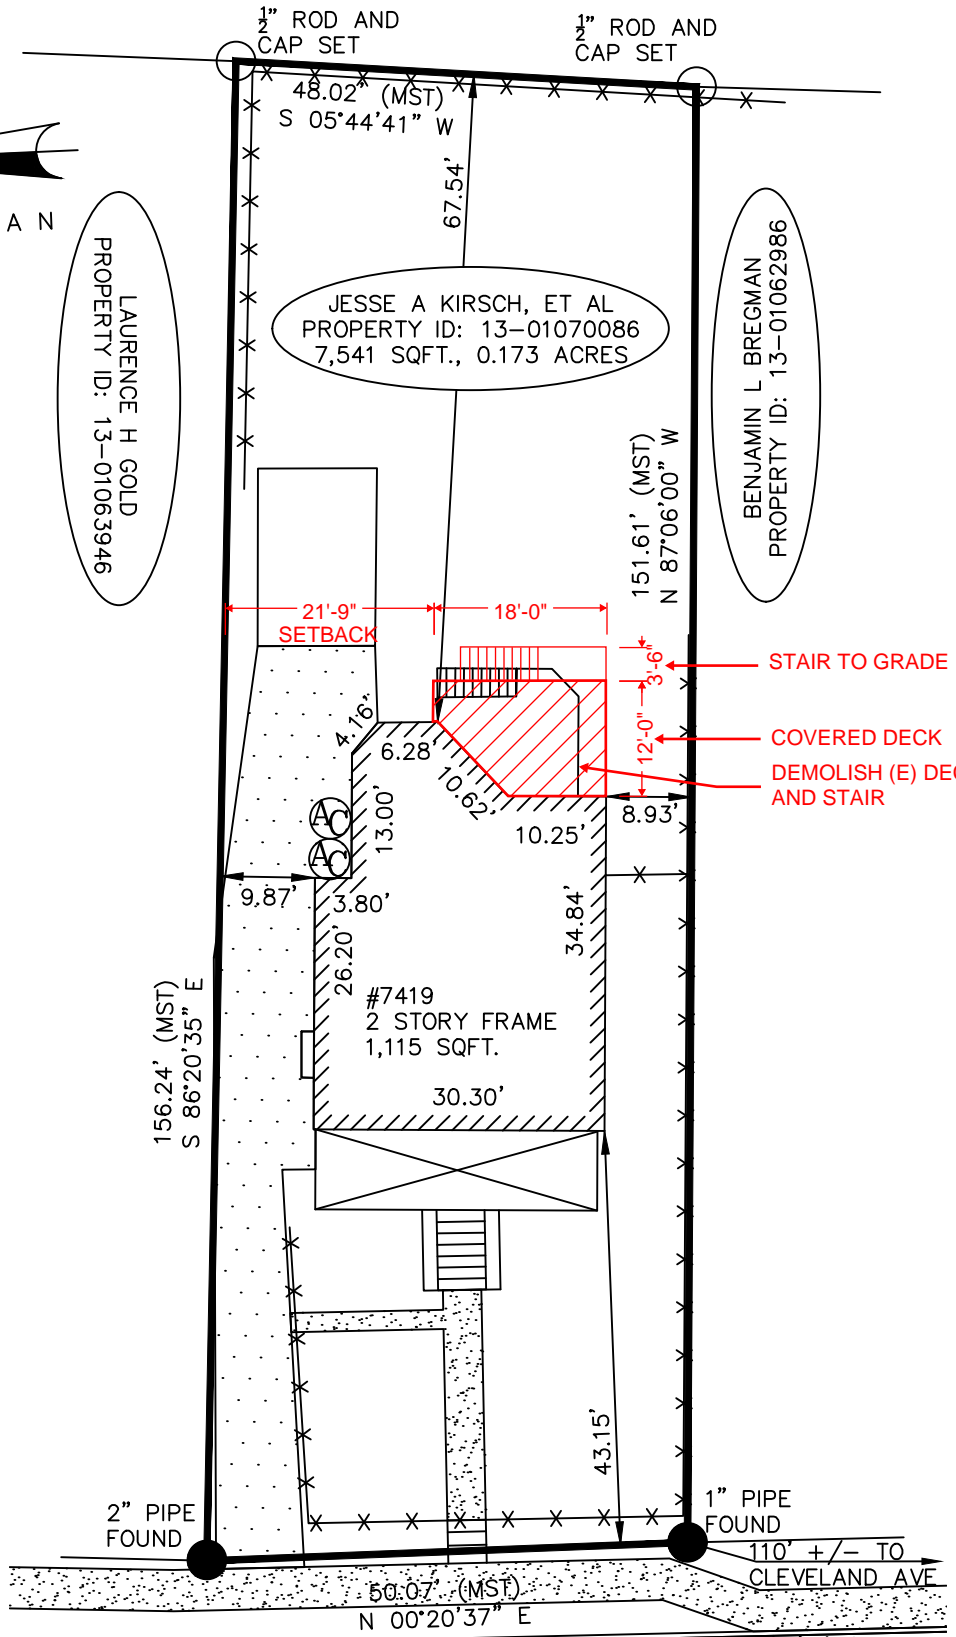 ½” ROD AND
CAP SET
½” ROD AND
CAP SET
48.02’ (MST)
S 05°44’41” W
67.54’
A N
LAURENCE H GOLD
PROPERTY ID: 13-01063946
JESSE A KIRSCH, ET AL
PROPERTY ID: 13-01070086
7,541 SQFT., 0.173 ACRES
BENJAMIN L BREGMAN
PROPERTY ID: 13-01062986
151.61’ (MST)
N 87°06’00” W
21'-9"
SETBACK
18'-0"
3'-6"
STAIR TO GRADE
12'-0"
COVERED DECK
DEMOLISH (E) DEC
AND STAIR
4.16’
6.28’
10.62’
10.25’
8.93’
13.00’
AC
AC
9.87’
3.80’
26.20’
34.84’
#7419
2 STORY FRAME
1,115 SQFT.
30.30’
156.24’ (MST)
S 86°20’35” E
43.15’
2” PIPE
FOUND
1” PIPE
FOUND
110’ +/- TO
CLEVELAND AVE
50.07’ (MST)
N 00°20’37” E